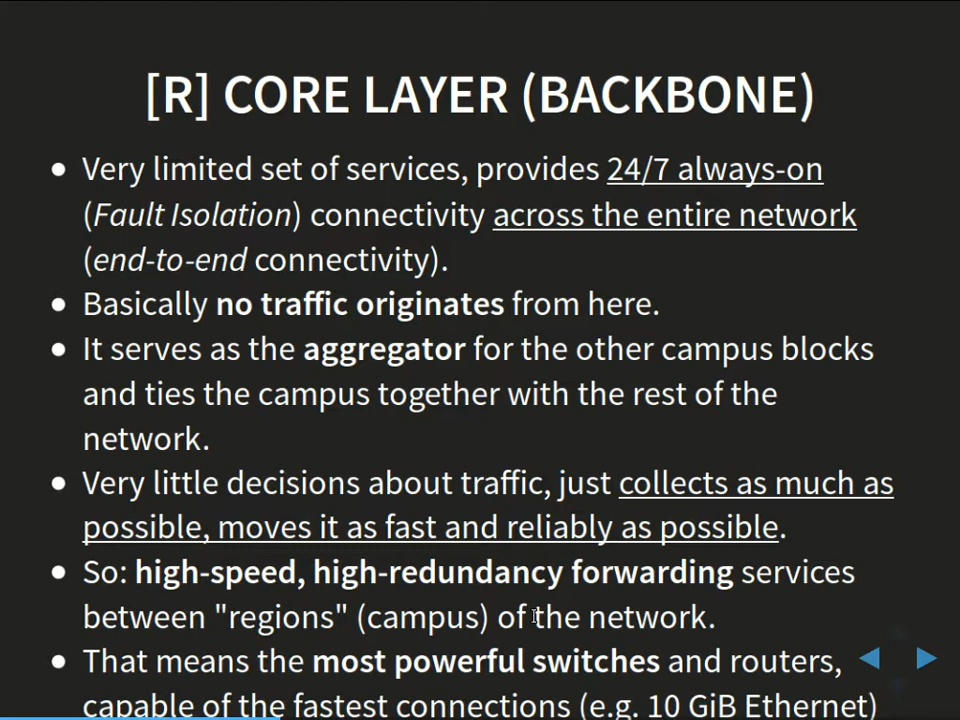 [R] CORE LAYER (BACKBONE)
• Very limited set of services, provides 24/7 always-on
(Fault Isolation) connectivity across the entire network
(end-to-end connectivity).
• Basically no traffic originates from here.
• It serves as the aggregator for the other campus blocks
and ties the campus together with the rest of the
network.
• Very little decisions about traffic, just collects as much as
possible, moves it as fast and reliably as possible.
• So: high-speed, high-redundancy forwarding services
between "regions" (campus) of the network.
• That means the most powerful switches and routers,
capable of the fastest connections (e.g. 10 GiB Ethernet)